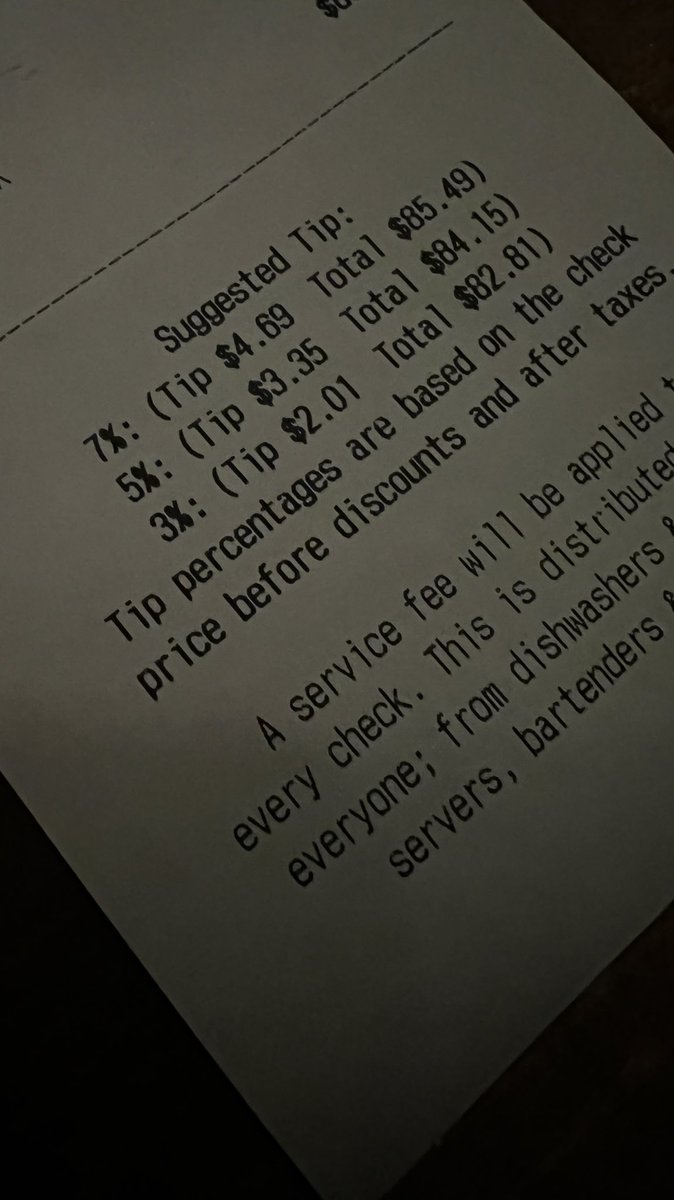 Suggested Tip:
7%: (Tip $4.69 Total $85.49)
5%: (Tip $3.35 Total $84.15)
3%: (Tip $2.01 Total $82.81)
Tip percentages are based on the check
price before discounts and after taxes.
A service fee will be applied
every check. This is distributed
everyone; from dishwashers &
servers, bartenders &